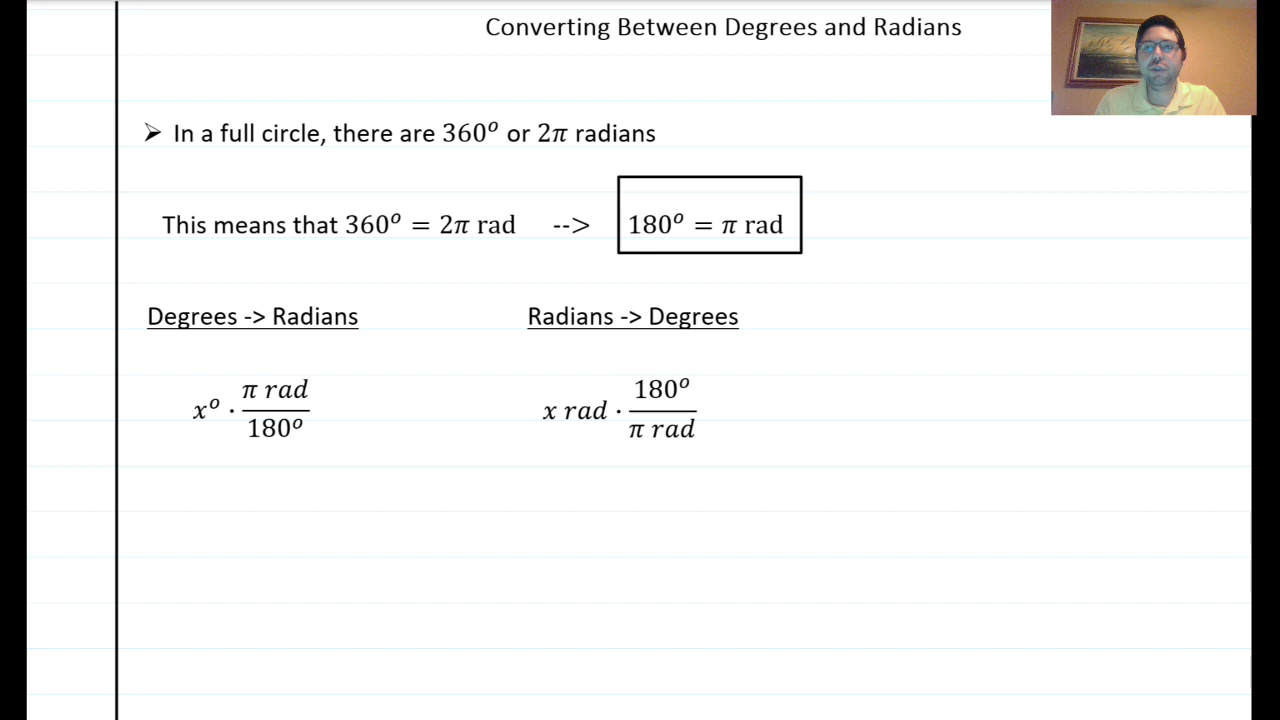 Converting Between Degrees and Radians
➢ In a full circle, there are 360° or 2π radians
This means that 360° = 2π rad --> 180° = π rad
Degrees -> Radians Radians -> Degrees
x° · π rad / 180° x rad · 180° / π rad